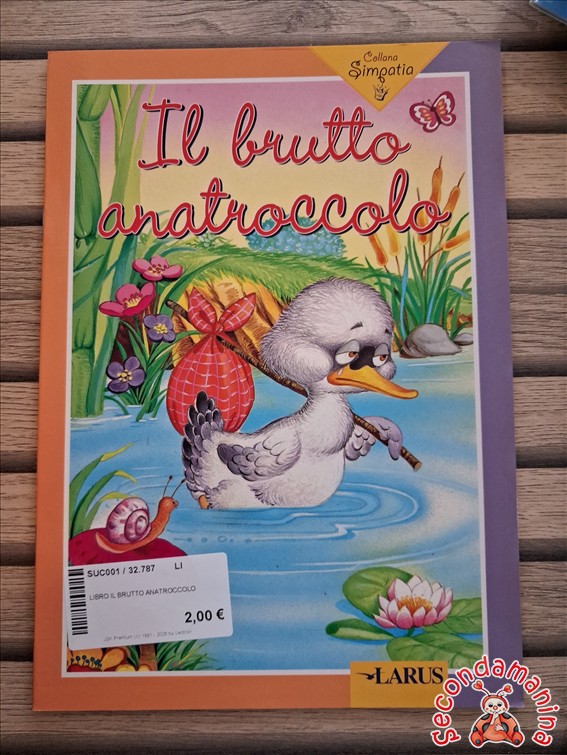 Collana
Simpatia
Il brutto
anatroccolo
SUC001 / 32.787 LI
LIBRO IL BRUTTO ANATROCCOLO
2,00 €
LARUS
secondamanina